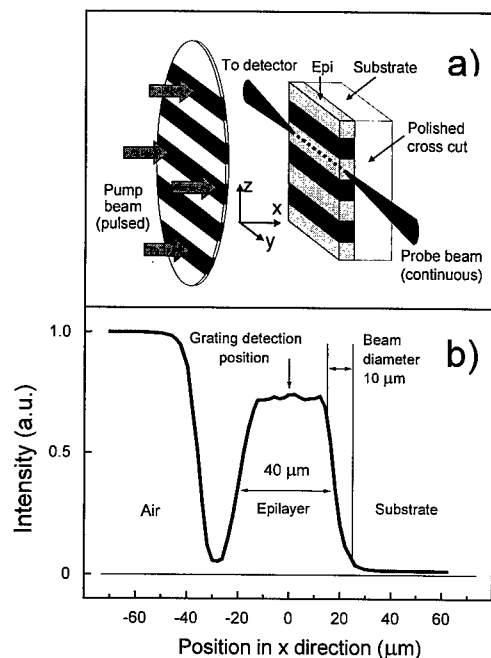 a)
To detector
Epi
Substrate
Polished
cross cut
Pump
beam
(pulsed)
z
x
y
Probe beam
(continuous)
b)
Grating detection
position
Beam
diameter
10 μm
40 μm
Air
Epilayer
Substrate
1.0
0.5
0
Intensity (a.u.)
-60
-40
-20
0
20
40
60
Position in x direction (μm)